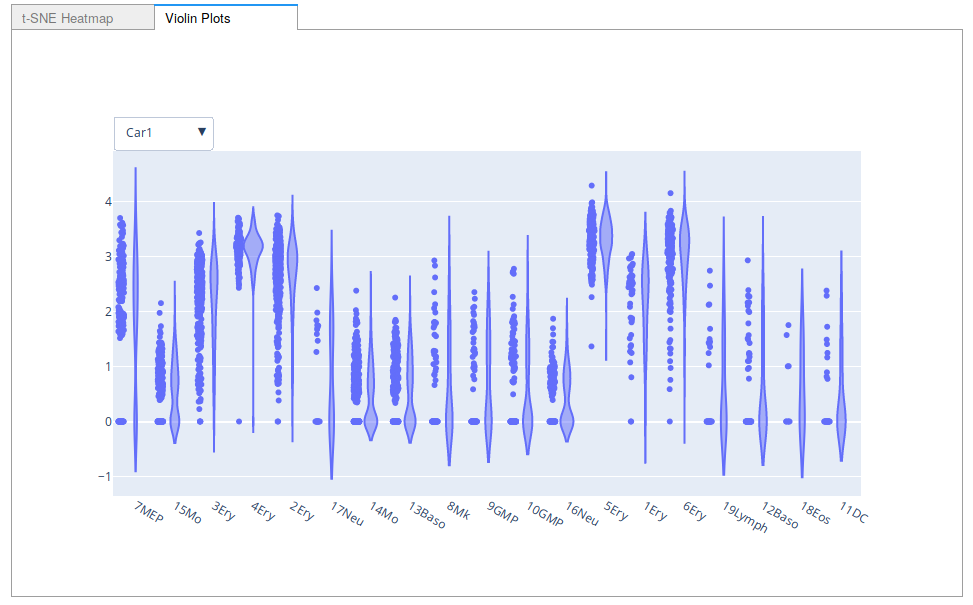 t-SNE Heatmap
Violin Plots
Car1 ▼
4
3
2
1
0
−1
7MEP
15Mo
3Ery
4Ery
2Ery
17Neu
14Mo
13Baso
8Mk
9GMP
10GMP
16Neu
5Ery
1Ery
6Ery
19Lymph
12Baso
18Eos
11DC